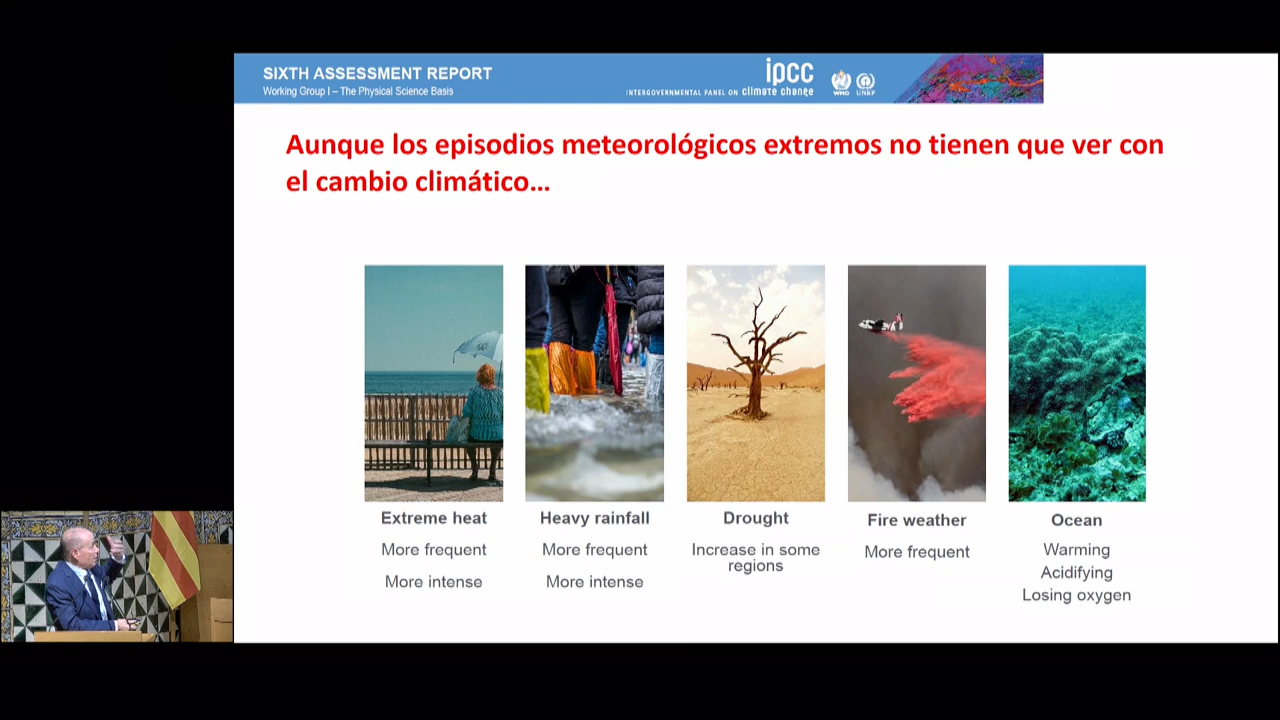 SIXTH ASSESSMENT REPORT
Working Group I – The Physical Science Basis
INTERGOVERNMENTAL PANEL ON climate change
ipcc
WMO
UNEP
Aunque los episodios meteorológicos extremos no tienen que ver con
el cambio climático...
Extreme heat
More frequent
More intense
Heavy rainfall
More frequent
More intense
Drought
Increase in some
regions
Fire weather
More frequent
Ocean
Warming
Acidifying
Losing oxygen